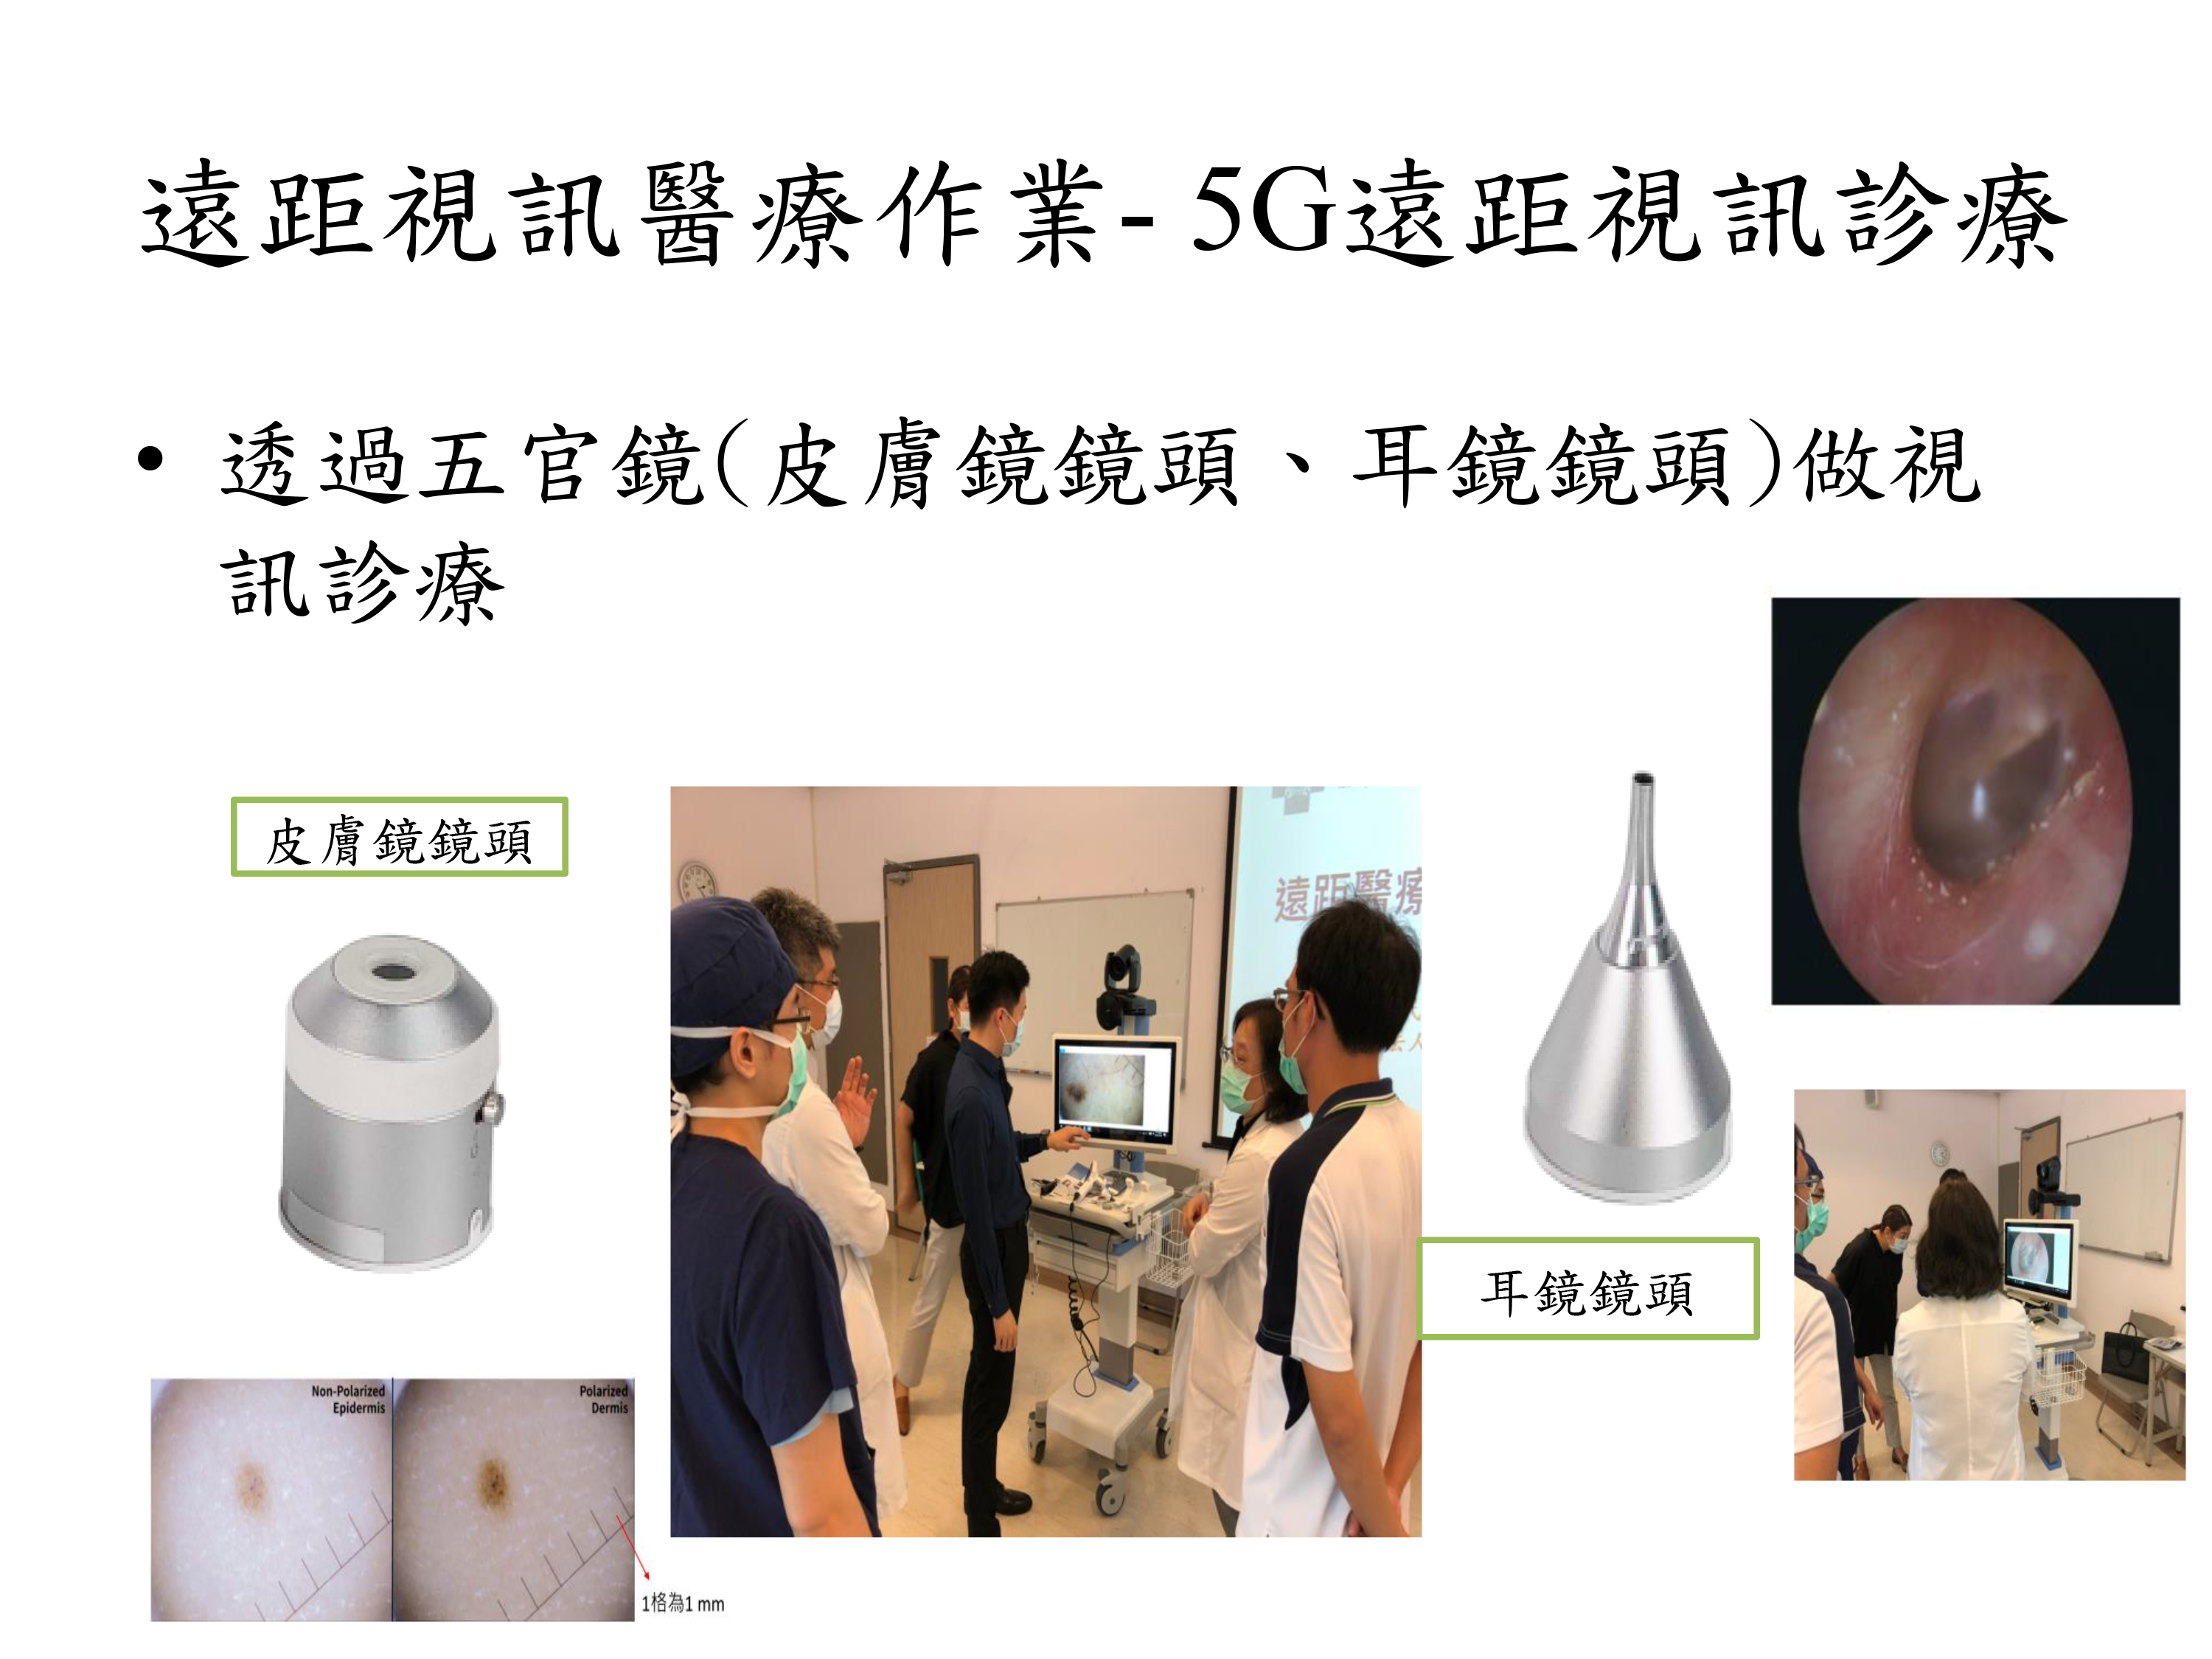 遠距視訊醫療作業- 5G遠距視訊診療
• 透過五官鏡(皮膚鏡鏡頭、耳鏡鏡頭)做視
訊診療
皮膚鏡鏡頭
遠距醫療
耳鏡鏡頭
Non-Polarized
Epidermis
Polarized
Dermis
1格為1 mm